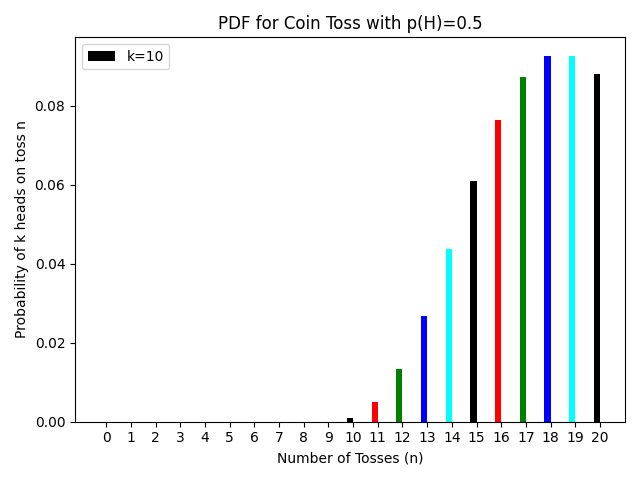 PDF for Coin Toss with p(H)=0.5
k=10
Probability of k heads on toss n
0.08
0.06
0.04
0.02
0.00
0 1 2 3 4 5 6 7 8 9 10 11 12 13 14 15 16 17 18 19 20
Number of Tosses (n)